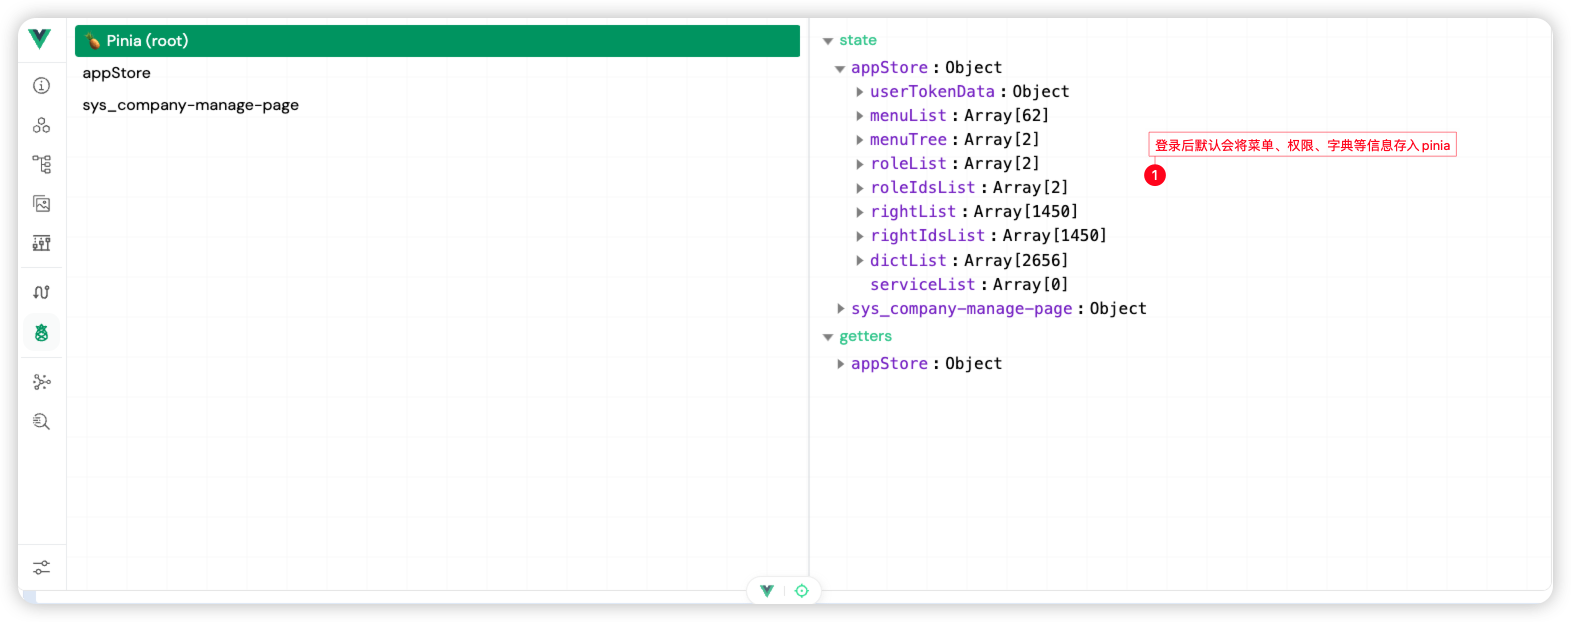 Pinia (root)
appStore
sys_company-manage-page
state
appStore : Object
userTokenData : Object
menuList : Array[62]
menuTree : Array[2]
roleList : Array[2]
roleIdsList : Array[2]
rightList : Array[1450]
rightIdsList : Array[1450]
dictList : Array[2656]
serviceList : Array[0]
sys_company-manage-page : Object
getters
appStore : Object
登录后默认会将菜单、权限、字典等信息存入pinia
1